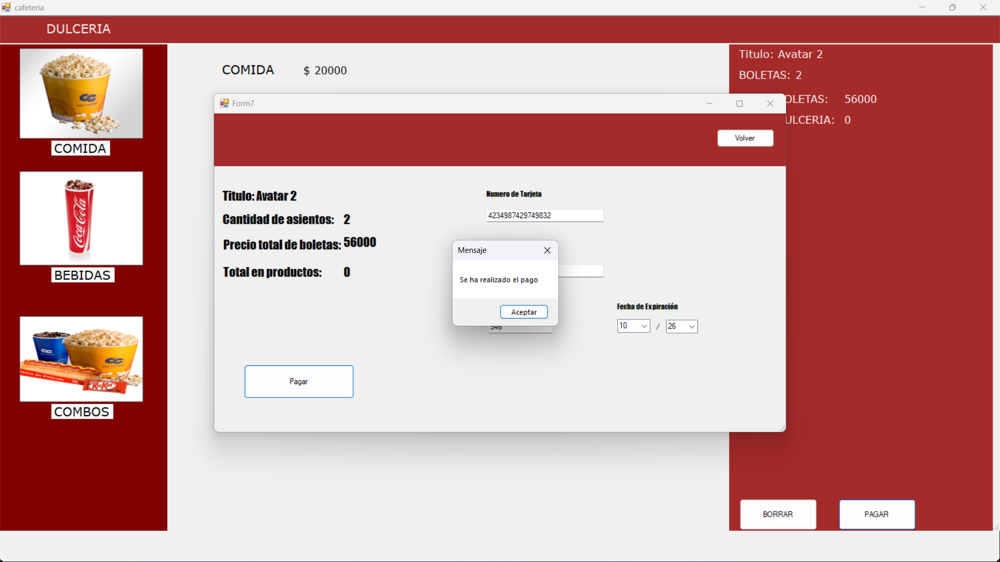 cafeteria
DULCERIA
COMIDA
BEBIDAS
Coca-Cola
KitKat
COMBOS
COMIDA $ 20000
Titulo: Avatar 2
BOLETAS: 2
OLETAS: 56000
ULCERIA: 0
BORRAR
PAGAR
Form7
Volver
Titulo: Avatar 2
Cantidad de asientos: 2
Precio total de boletas: 56000
Total en productos: 0
Pagar
Numero de Tarjeta
4234987429749832
546
Fecha de Expiración
10 / 26
Mensaje
Se ha realizado el pago
Aceptar